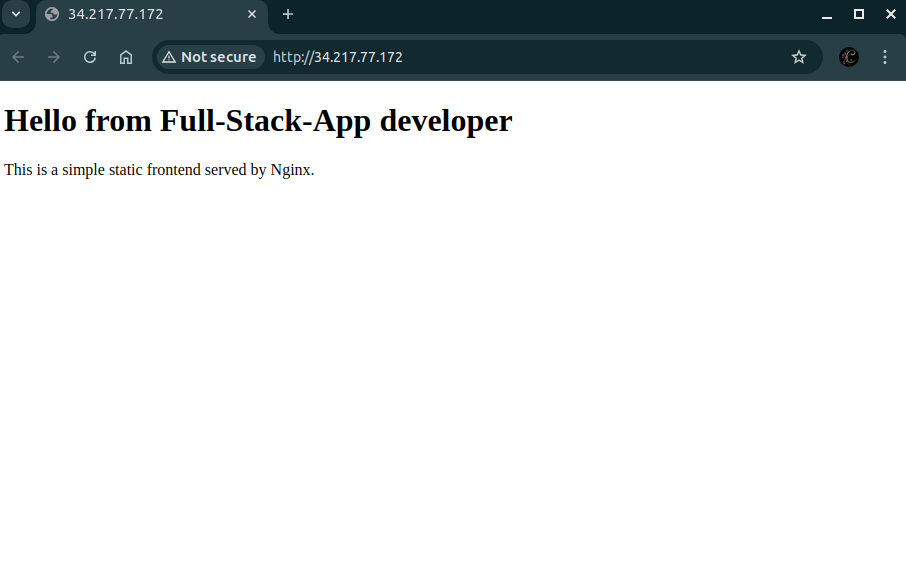 34.217.77.172
Not secure
http://34.217.77.172
Hello from Full-Stack-App developer
This is a simple static frontend served by Nginx.